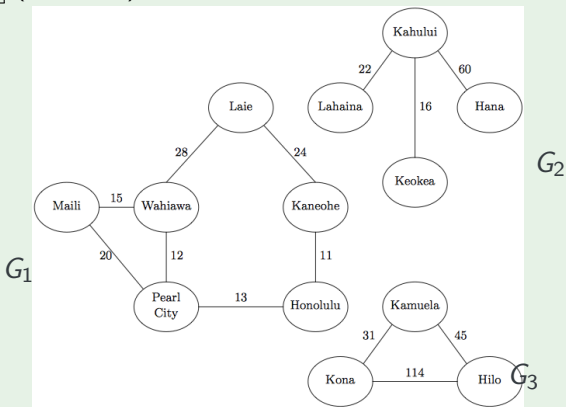 Kahului
22
60
Laie
Lahaina
16
Hana
28
24
G2
Keokea
Maili
15
Wahiawa
Kaneohe
20
12
11
G1
Pearl
City
13
Honolulu
Kamuela
31
45
Kona
114
Hilo
G3